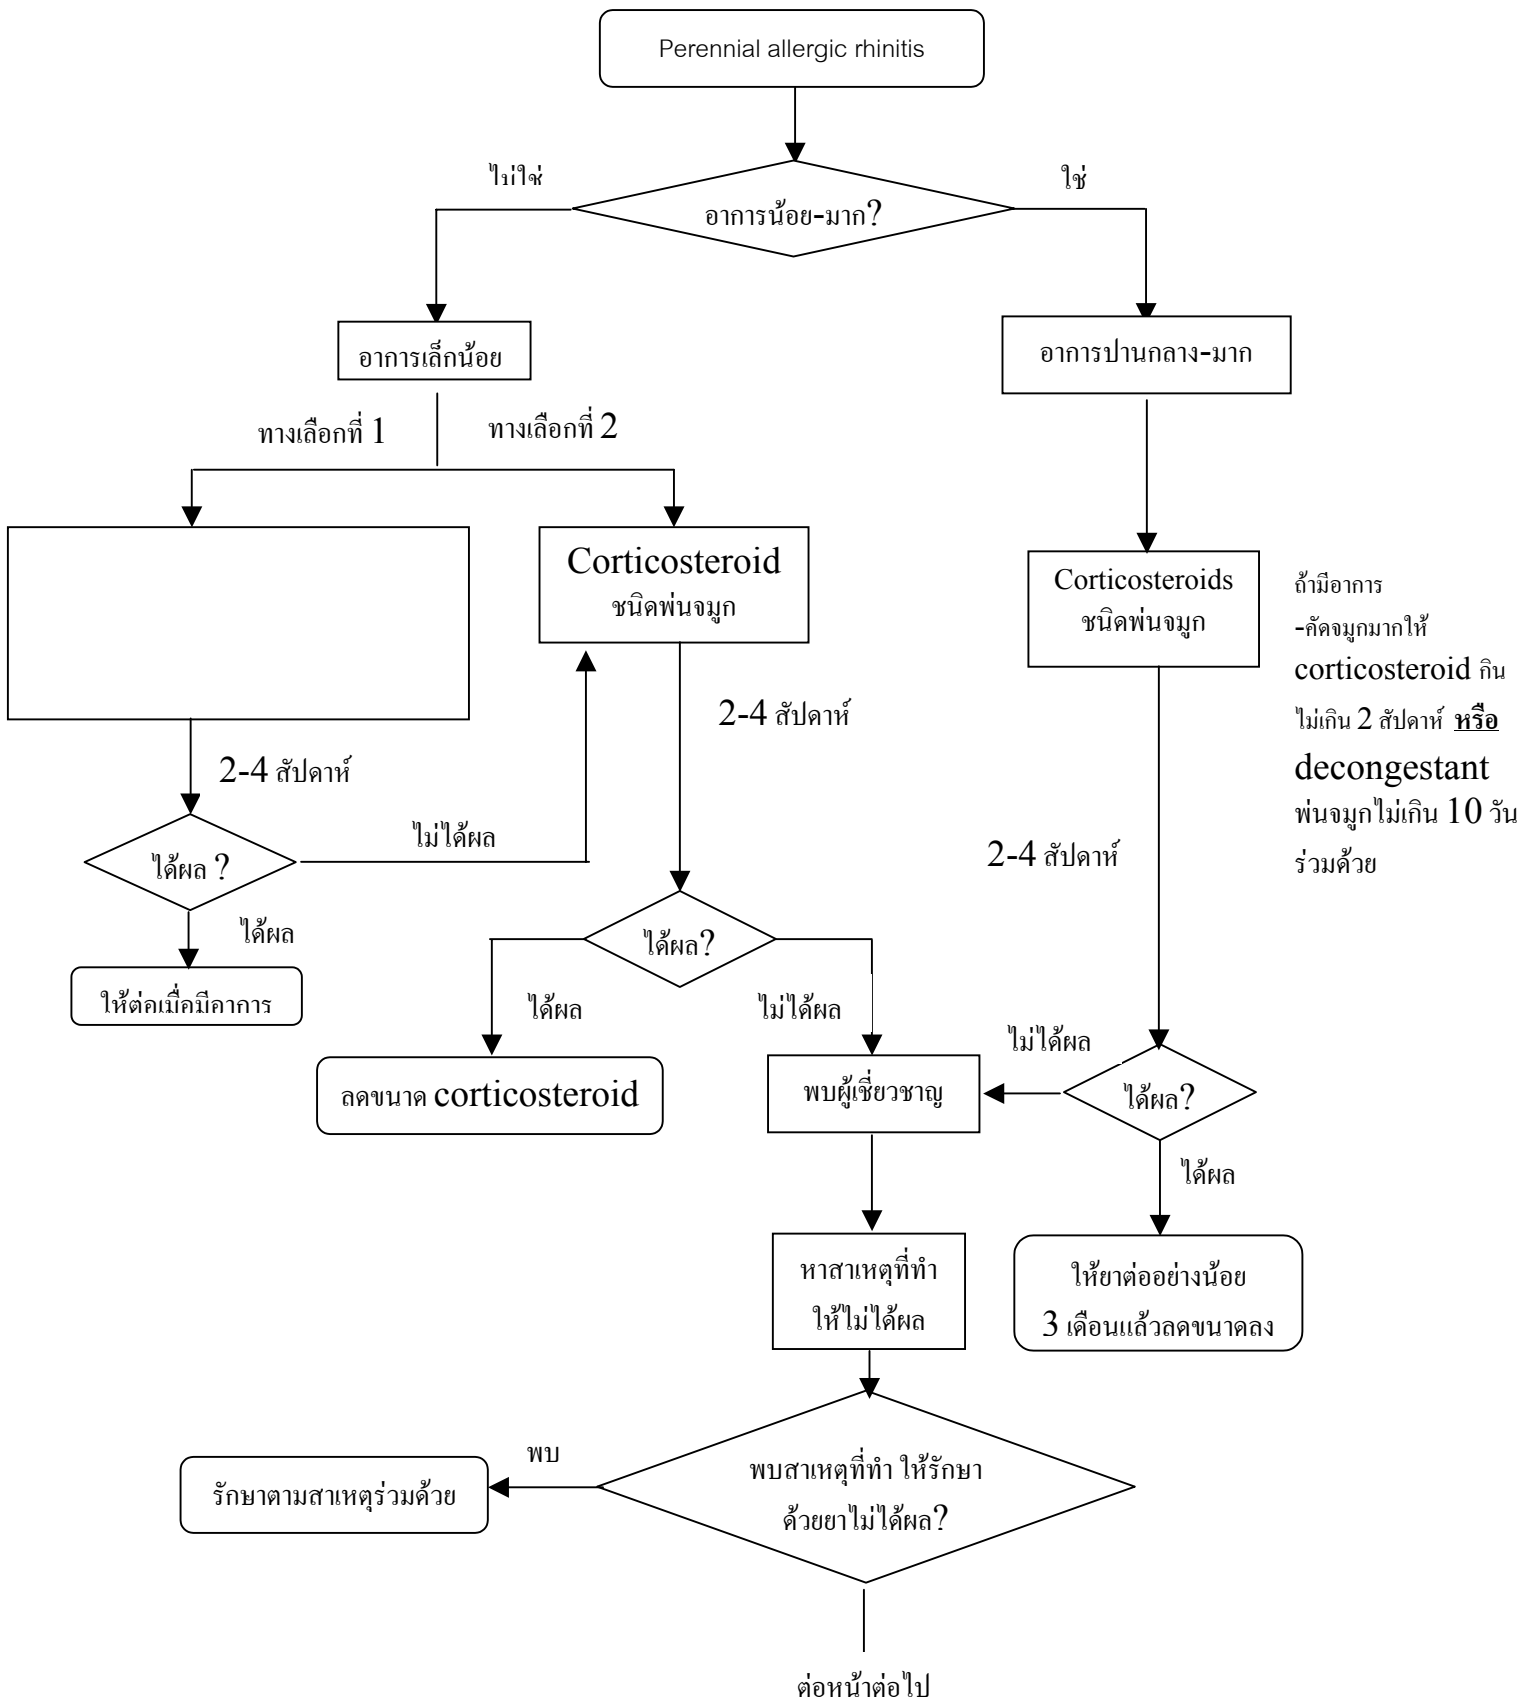 Perennial allergic rhinitis
ไม่ใช่
ใช่
อาการน้อย-มาก?
อาการเล็กน้อย
อาการปานกลาง-มาก
ทางเลือกที่ 1
ทางเลือกที่ 2
Corticosteroid
ชนิดพ่นจมูก
Corticosteroids
ชนิดพ่นจมูก
ถ้ามีอาการ
-คัดจมูกมากให้
corticosteroid กิน
ไม่เกิน 2 สัปดาห์ หรือ
decongestant
พ่นจมูกไม่เกิน 10 วัน
ร่วมด้วย
2-4 สัปดาห์
2-4 สัปดาห์
2-4 สัปดาห์
ได้ผล ?
ไม่ได้ผล
ได้ผล
ให้ต่อเมื่อมีอาการ
ได้ผล?
ได้ผล
ไม่ได้ผล
ลดขนาด corticosteroid
พบผู้เชี่ยวชาญ
ไม่ได้ผล
ได้ผล?
ได้ผล
หาสาเหตุที่ทำ
ให้ไม่ได้ผล
ให้ยาต่ออย่างน้อย
3 เดือนแล้วลดขนาดลง
พบ
รักษาตามสาเหตุร่วมด้วย
พบสาเหตุที่ทำ ให้รักษา
ด้วยยาไม่ได้ผล?
ต่อหน้าต่อไป